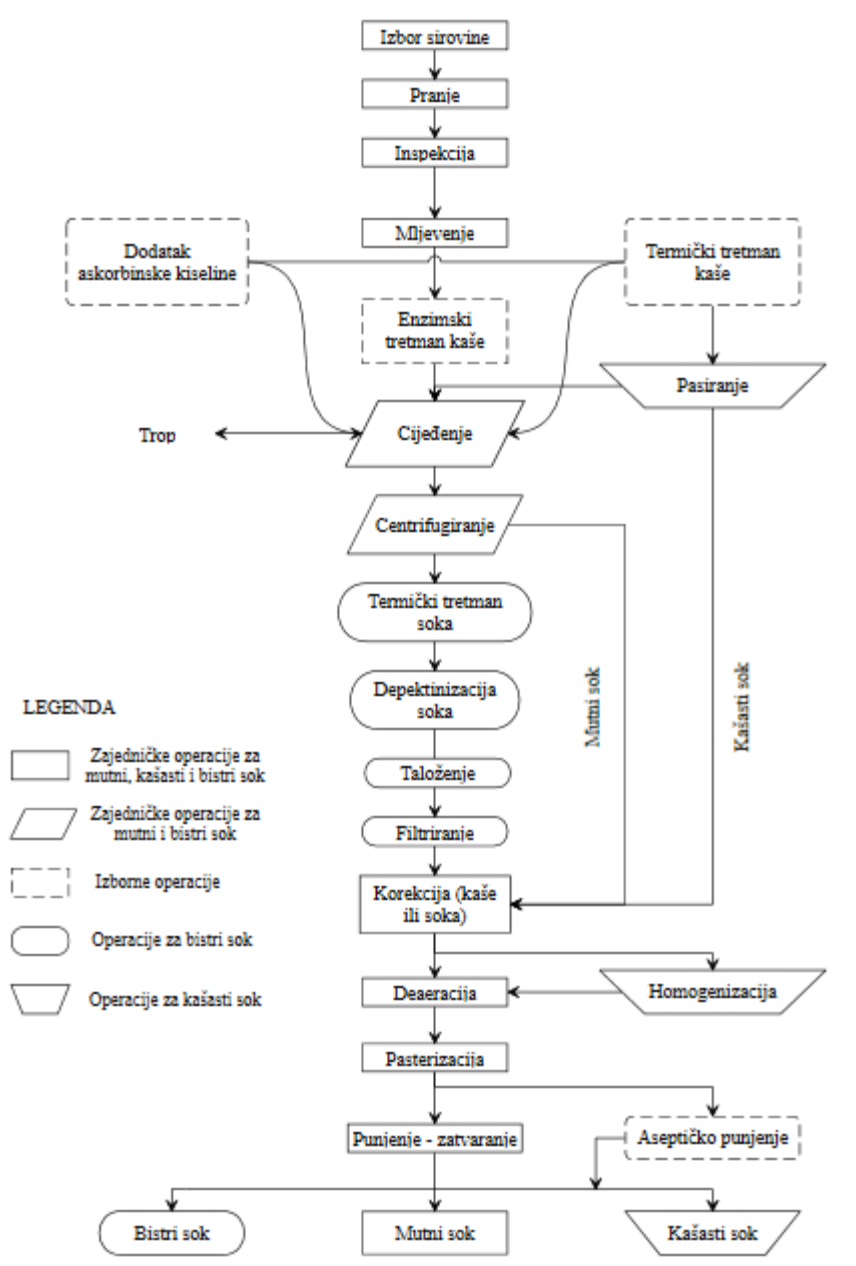 Izbor sirovine
Pranje
Inspekcija
Mljevenje
Dodatak
askorbinske kiseline
Termički tretman
kaše
Enzimski
tretman kaše
Pasiranje
Trop
Cijeđenje
Centrifugiranje
Termički tretman
soka
Depektinizacija
soka
Mutni sok
Kašasti sok
Taloženje
Filtriranje
Korekcija (kaše
ili soka)
Deaeracija
Homogenizacija
Pasterizacija
Punjenje - zatvaranje
Aseptičko punjenje
Bistri sok
Mutni sok
Kašasti sok
LEGENDA
Zajedničke operacije za
mutni, kašasti i bistri sok
Zajedničke operacije za
mutni i bistri sok
Izborne operacije
Operacije za bistri sok
Operacije za kašasti sok